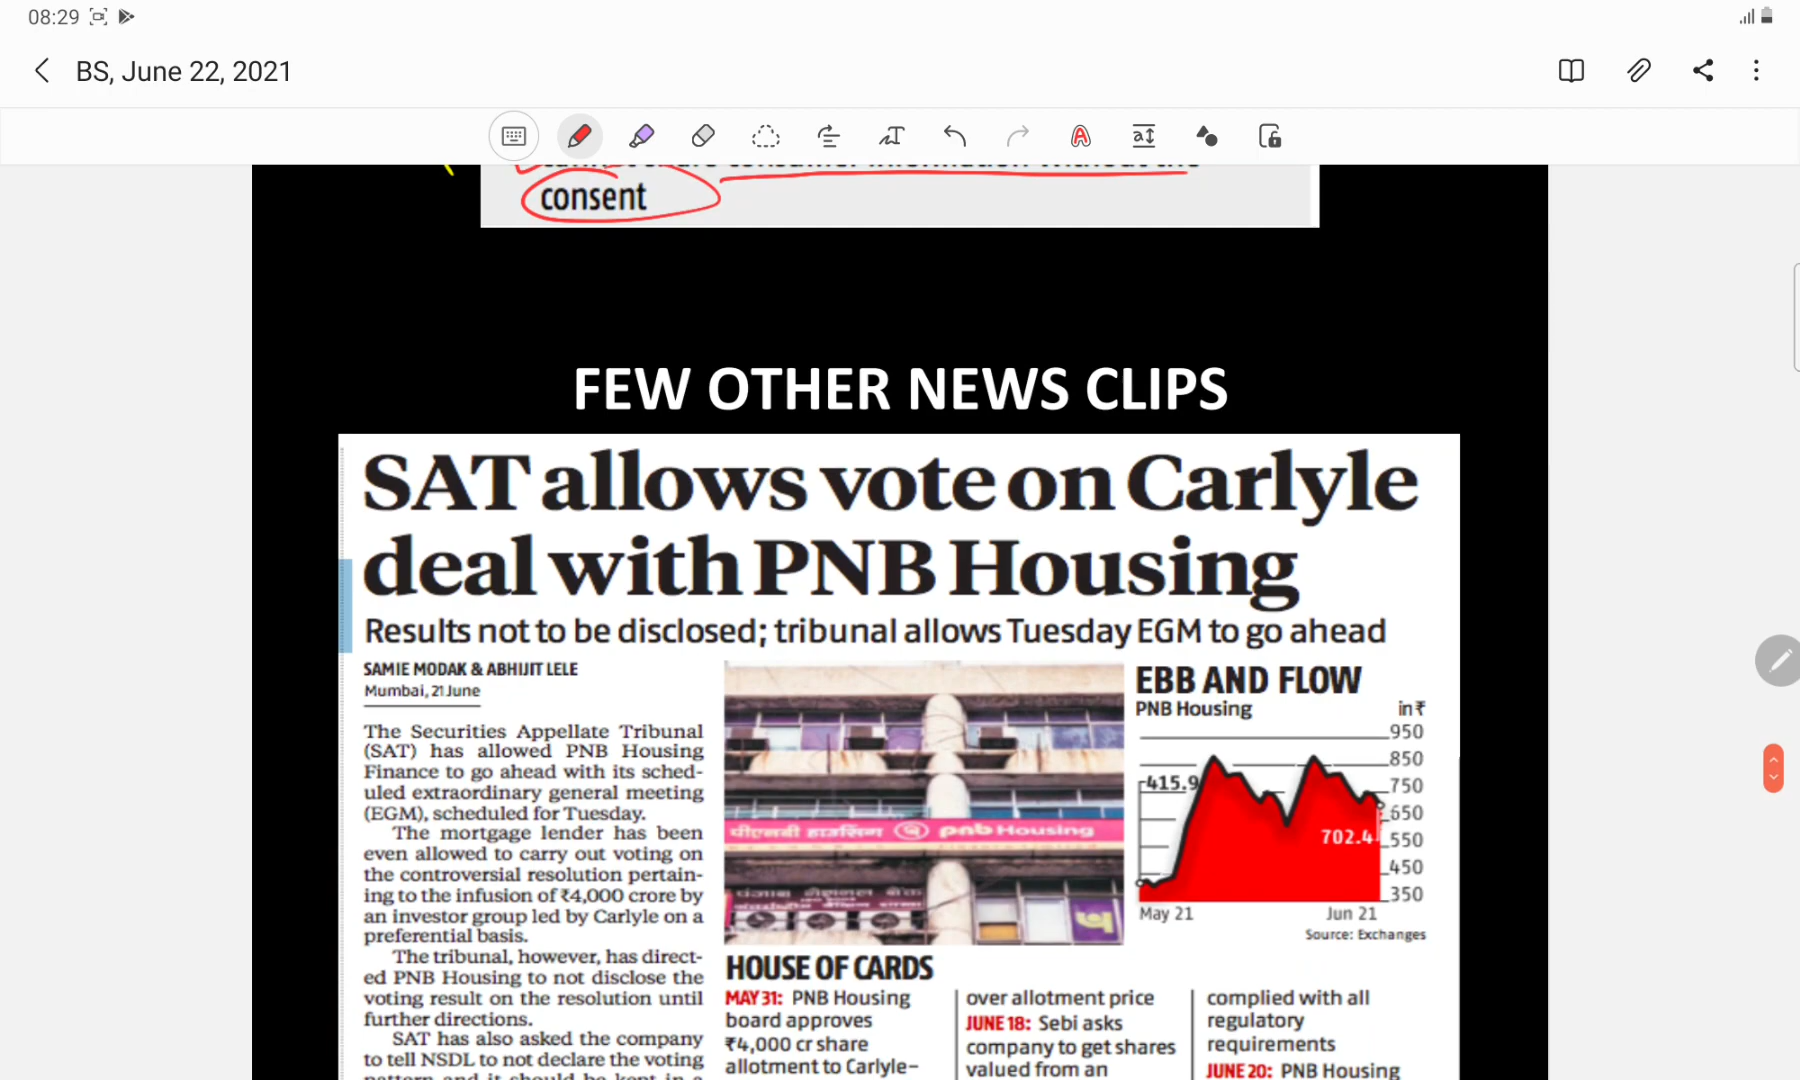 08:29
BS, June 22, 2021
consumer information without the
consent
FEW OTHER NEWS CLIPS
SAT allows vote on Carlyle
deal with PNB Housing
Results not to be disclosed; tribunal allows Tuesday EGM to go ahead
SAMIE MODAK & ABHIJIT LELE
Mumbai, 21 June
The Securities Appellate Tribunal
(SAT) has allowed PNB Housing
Finance to go ahead with its sched-
uled extraordinary general meeting
(EGM), scheduled for Tuesday.
The mortgage lender has been
even allowed to carry out voting on
the controversial resolution pertain-
ing to the infusion of ₹4,000 crore by
an investor group led by Carlyle on a
preferential basis.
The tribunal, however, has direct-
ed PNB Housing to not disclose the
voting result on the resolution until
further directions.
SAT has also asked the company
to tell NSDL to not declare the voting
पीएनबी हाउसिंग pnb Housing
पंजाब नैशनल बैंक
EBB AND FLOW
PNB Housing in ₹
950
850
750
650
550
450
350
415.9
702.4
May 21 Jun 21
Source: Exchanges
HOUSE OF CARDS
MAY 31: PNB Housing
board approves
₹4,000 cr share
allotment to Carlyle-
over allotment price
JUNE 18: Sebi asks
company to get shares
valued from an
complied with all
regulatory
requirements
JUNE 20: PNB Housing